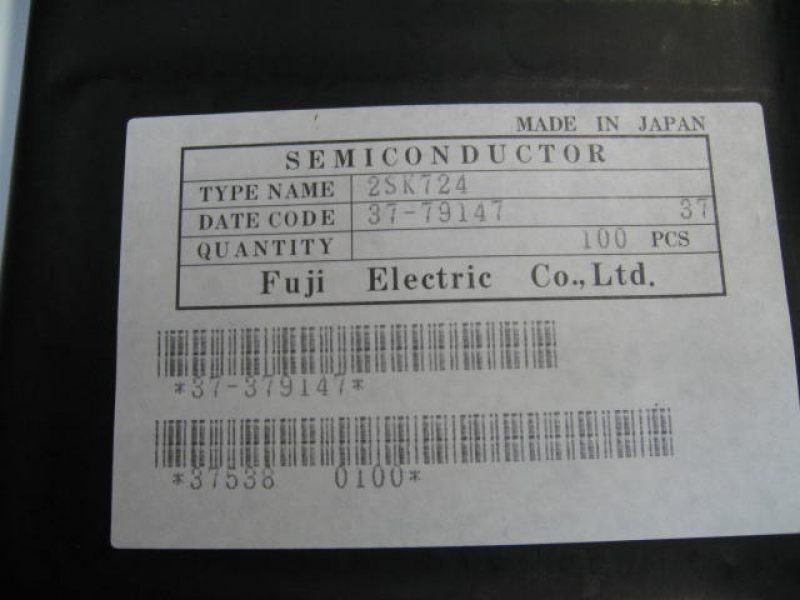 MADE IN JAPAN
SEMICONDUCTOR
TYPE NAME 2SK724
DATE CODE 37-79147 37
QUANTITY 100 PCS
Fuji Electric Co., Ltd.
*37-379147*
*37538 0100*